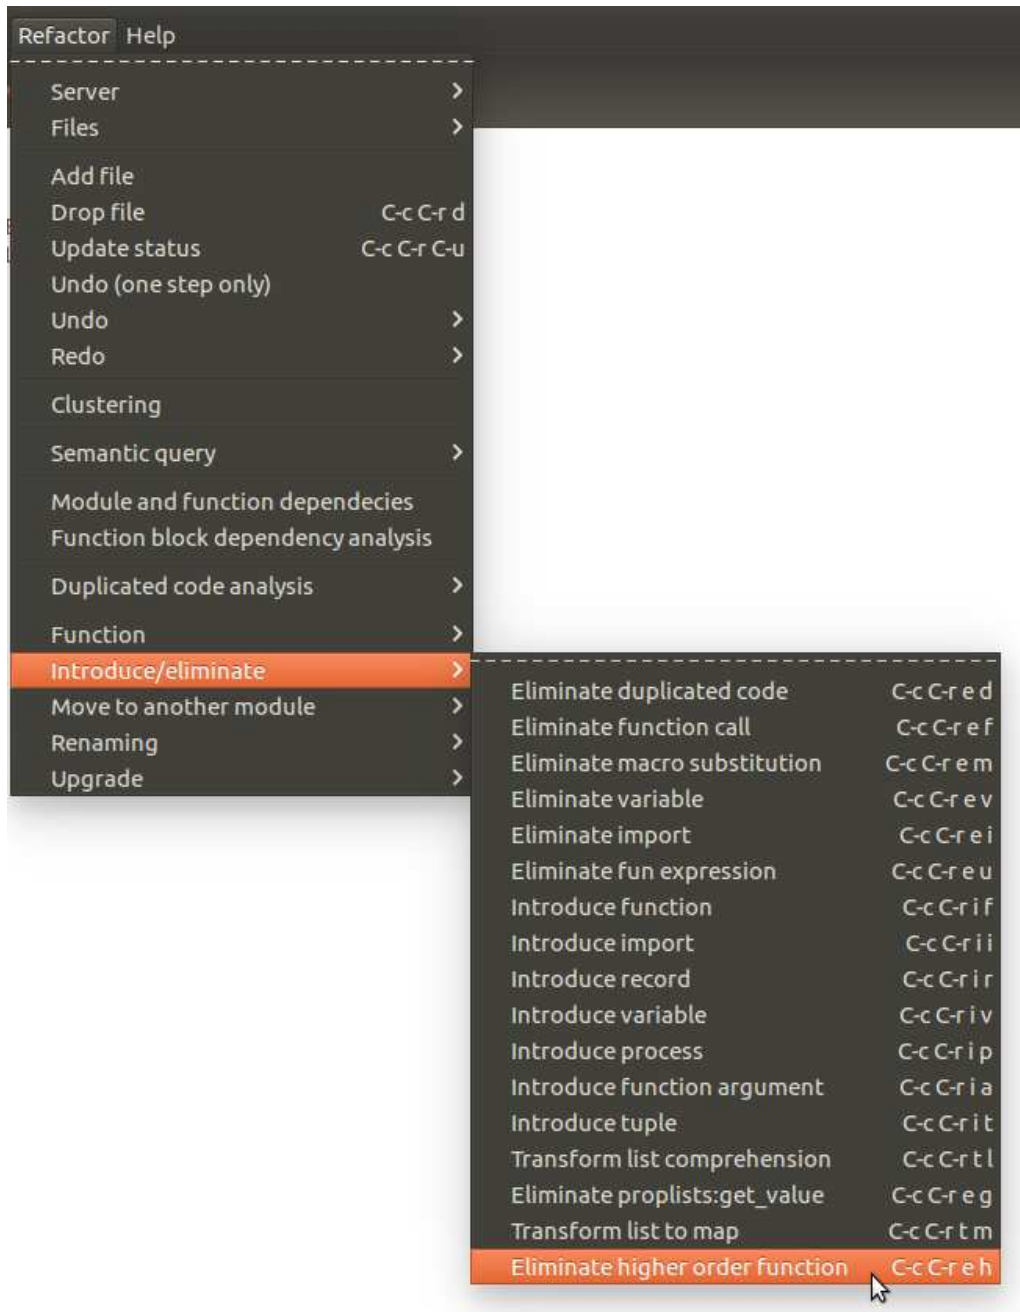 Refactor Help
Server
Files
Add file
Drop file C-c C-r d
Update status C-c C-r C-u
Undo (one step only)
Undo
Redo
Clustering
Semantic query
Module and function dependecies
Function block dependency analysis
Duplicated code analysis
Function
Introduce/eliminate
Move to another module
Renaming
Upgrade
Eliminate duplicated code C-c C-r e d
Eliminate function call C-c C-r e f
Eliminate macro substitution C-c C-r e m
Eliminate variable C-c C-r e v
Eliminate import C-c C-r e i
Eliminate fun expression C-c C-r e u
Introduce function C-c C-r i f
Introduce import C-c C-r i i
Introduce record C-c C-r i r
Introduce variable C-c C-r i v
Introduce process C-c C-r i p
Introduce function argument C-c C-r i a
Introduce tuple C-c C-r i t
Transform list comprehension C-c C-r t l
Eliminate proplists:get_value C-c C-r e g
Transform list to map C-c C-r t m
Eliminate higher order function C-c C-r e h